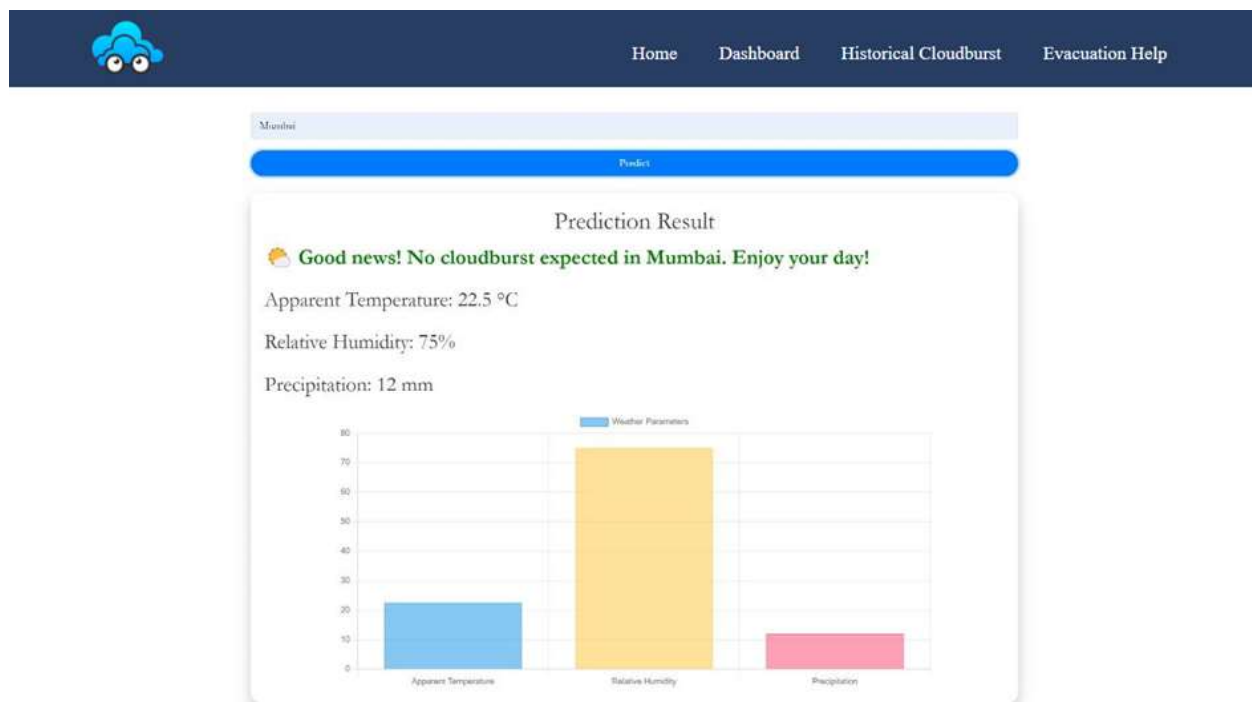 Home Dashboard Historical Cloudburst Evacuation Help
Mumbai
Predict
Prediction Result
Good news! No cloudburst expected in Mumbai. Enjoy your day!
Apparent Temperature: 22.5 °C
Relative Humidity: 75%
Precipitation: 12 mm
Weather Parameters
80
70
60
50
40
30
20
10
0
Apparent Temperature Relative Humidity Precipitation